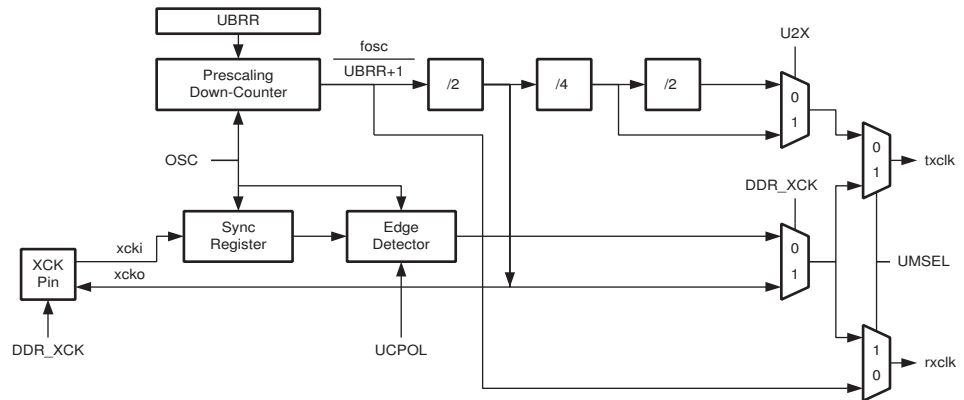 UBRR
U2X
fosc
Prescaling
Down-Counter
UBRR+1
/2
/4
/2
0
1
OSC
0
1
txclk
DDR_XCK
xcki
Sync
Register
Edge
Detector
0
1
XCK
Pin
xcko
UMSEL
DDR_XCK
UCPOL
1
0
rxclk